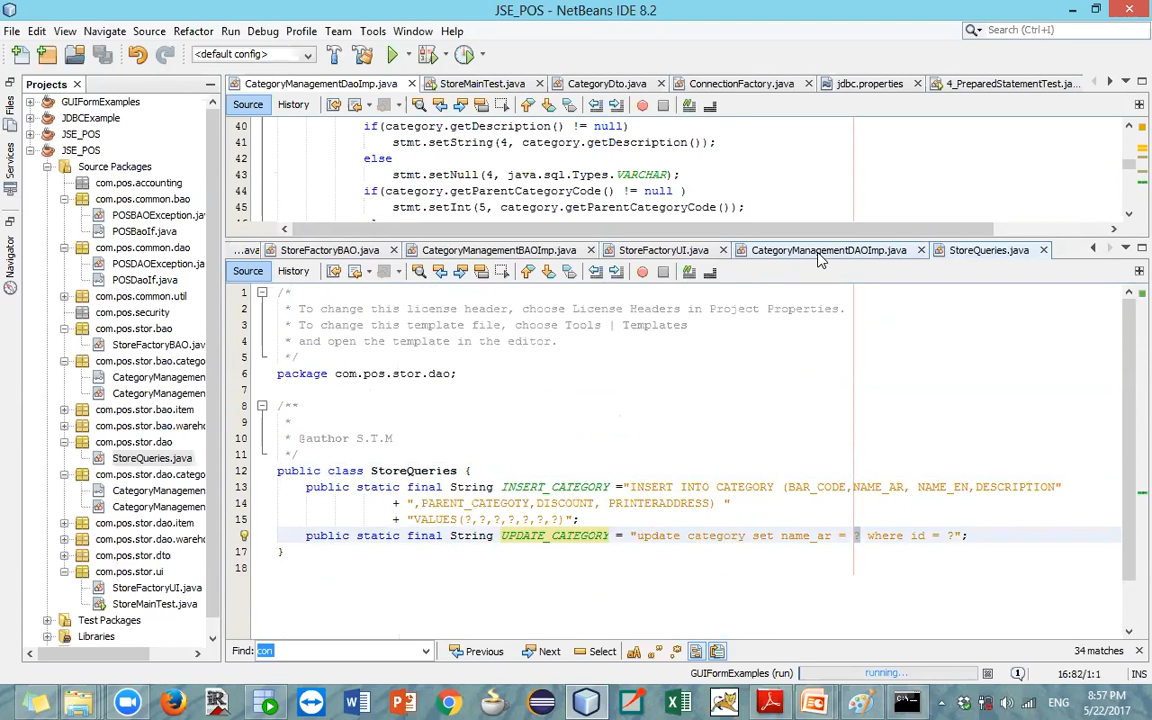 JSE_POS - NetBeans IDE 8.2
File Edit View Navigate Source Refactor Run Debug Profile Team Tools Window Help
Search (Ctrl+I)
<default config>
Projects
CategoryManagementDaoImp.java StoreMainTest.java CategoryDto.java ConnectionFactory.java jdbc.properties 4_PreparedStatementTest.ja...
Files
Services
Navigator
GUIFormExamples
JDBCExample
JSE_POS
JSE_POS
Source Packages
com.pos.accounting
com.pos.common.bao
POSBAOException.jav
POSBaoIf.java
com.pos.common.dao
POSDAOException.ja
POSDaoIf.java
com.pos.common.util
com.pos.security
com.pos.stor.bao
StoreFactoryBAO.java
com.pos.stor.bao.catego
CategoryManagement
CategoryManagement
com.pos.stor.bao.item
com.pos.stor.bao.wareh
com.pos.stor.dao
StoreQueries.java
com.pos.stor.dao.catego
CategoryManagement
CategoryManagement
com.pos.stor.dao.item
com.pos.stor.dao.wareh
com.pos.stor.dto
com.pos.stor.ui
StoreFactoryUI.java
StoreMainTest.java
Test Packages
Libraries
Source History
40 if(category.getDescription() != null)
41 stmt.setString(4, category.getDescription());
42 else
43 stmt.setNull(4, java.sql.Types.VARCHAR);
44 if(category.getParentCategoryCode() != null )
45 stmt.setInt(5, category.getParentCategoryCode());
...ava StoreFactoryBAO.java CategoryManagementBAOImp.java StoreFactoryUI.java CategoryManagementDAOImp.java StoreQueries.java
Source History
1 /*
2 * To change this license header, choose License Headers in Project Properties.
3 * To change this template file, choose Tools | Templates
4 * and open the template in the editor.
5 */
6 package com.pos.stor.dao;
7
8 /**
9 *
10 * @author S.T.M
11 */
12 public class StoreQueries {
13 public static final String INSERT_CATEGORY ="INSERT INTO CATEGORY (BAR_CODE,NAME_AR, NAME_EN,DESCRIPTION"
14 + ",PARENT_CATEGOTY,DISCOUNT, PRINTERADDRESS) "
15 + "VALUES(?,?,?,?,?,?,?)";
public static final String UPDATE_CATEGORY = "update category set name_ar = ? where id = ?";
17 }
18
Find: con Previous Next Select 34 matches
GUIFormExamples (run) running... 1 16:82/1:1 INS
ENG 8:57 PM
5/22/2017